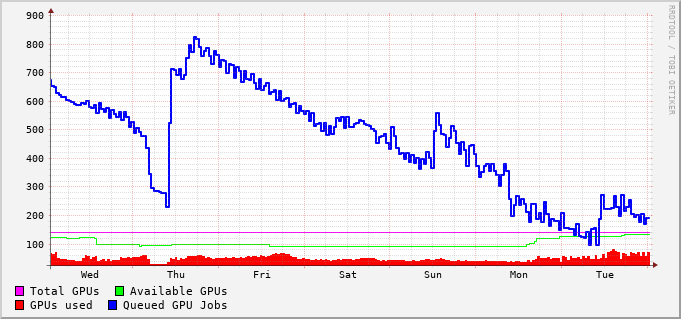 900
800
700
600
500
400
300
200
100
Wed Thu Fri Sat Sun Mon Tue
Total GPUs Available GPUs
GPUs used Queued GPU Jobs
RRDTOOL / TOBI OETIKER